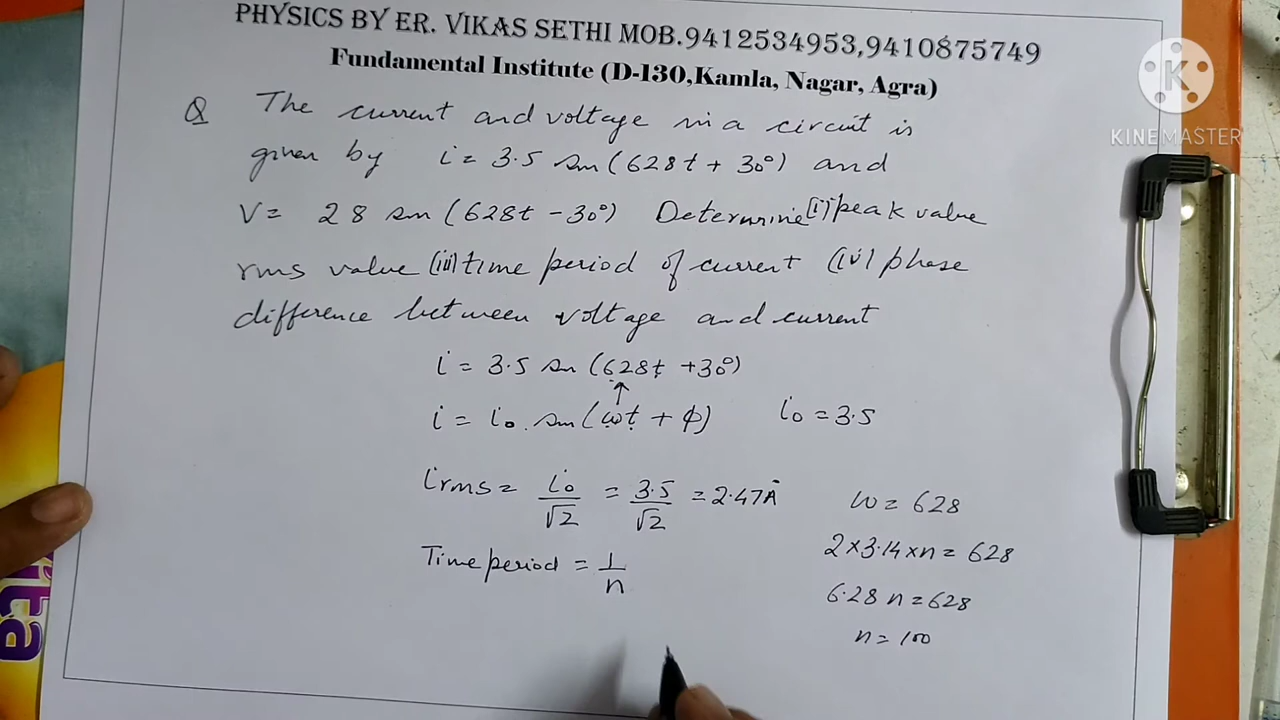 PHYSICS BY ER. VIKAS SETHI MOB.9412534953,9410875749
Fundamental Institute (D-130,Kamla, Nagar, Agra)
KINEMASTER
Q The current and voltage in a circuit is
given by i = 3.5 sin (628t + 30°) and
V = 28 sin (628t - 30°) Determine (i) peak value
rms value (iii) time period of current (iv) phase
difference between voltage and current
i = 3.5 sin (628t + 30°)
↑
i = i₀ sin (ωt + φ) i₀ = 3.5
irms = i₀/√2 = 3.5/√2 = 2.47A
ω = 628
2×3.14×n = 628
Time period = 1/n
6.28 n = 628
n = 100
ita